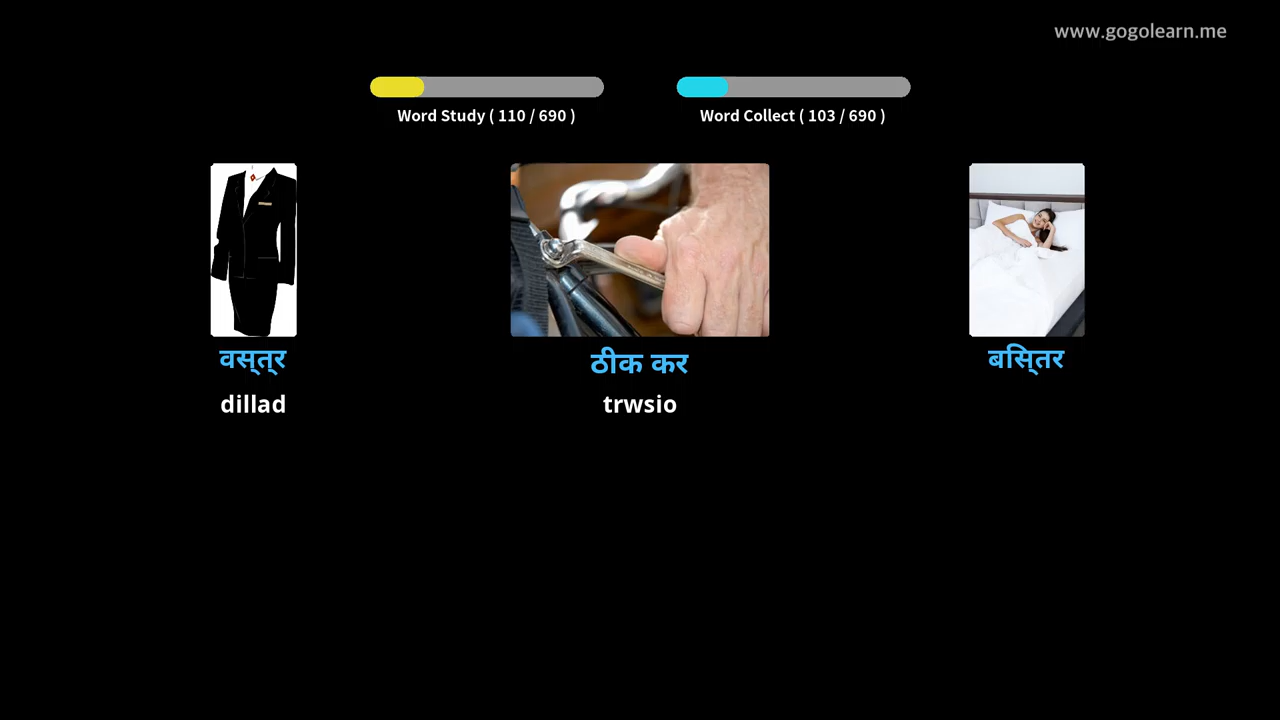 www.gogolearn.me
Word Study ( 110 / 690 )
Word Collect ( 103 / 690 )
वस्त्र
ठीक कर
बिस्तर
dillad
trwsio